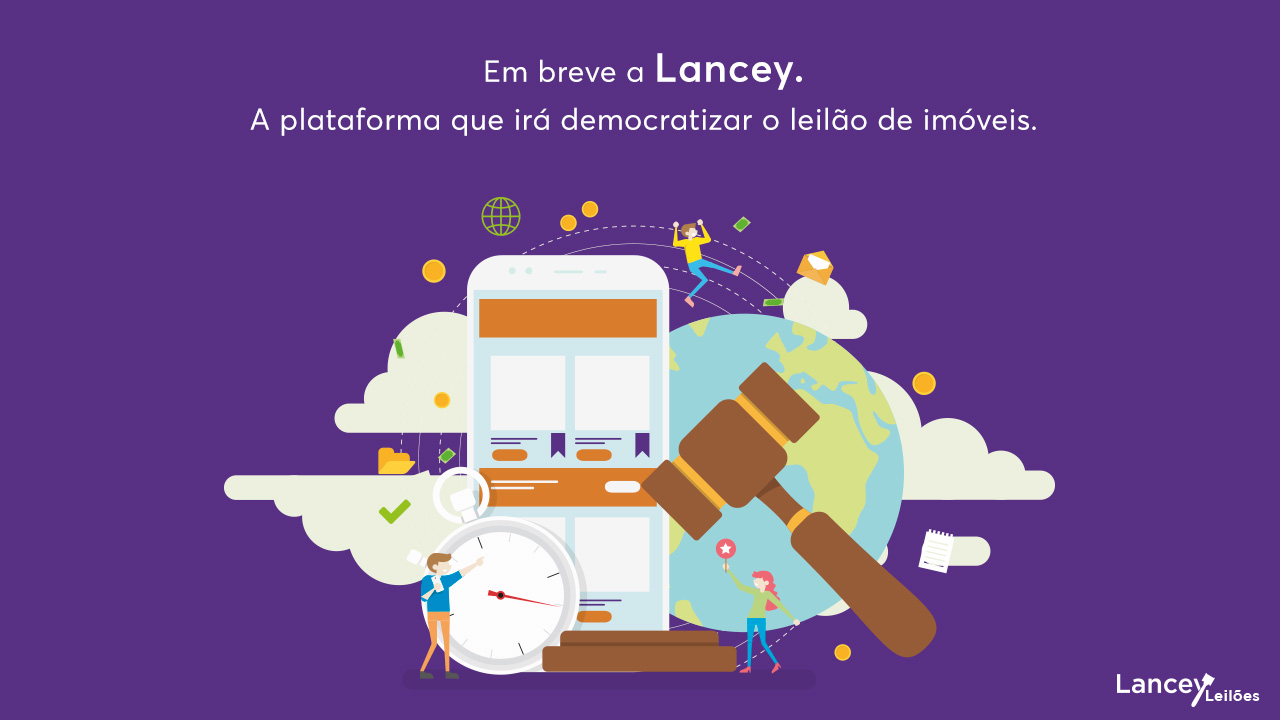 Em breve a Lancey.
A plataforma que irá democratizar o leilão de imóveis.
Lancey
Leilões